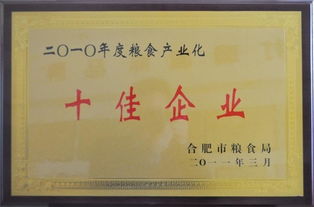 二〇一〇年度粮食产业化
十佳企业
合肥市粮食局
二〇一一年三月